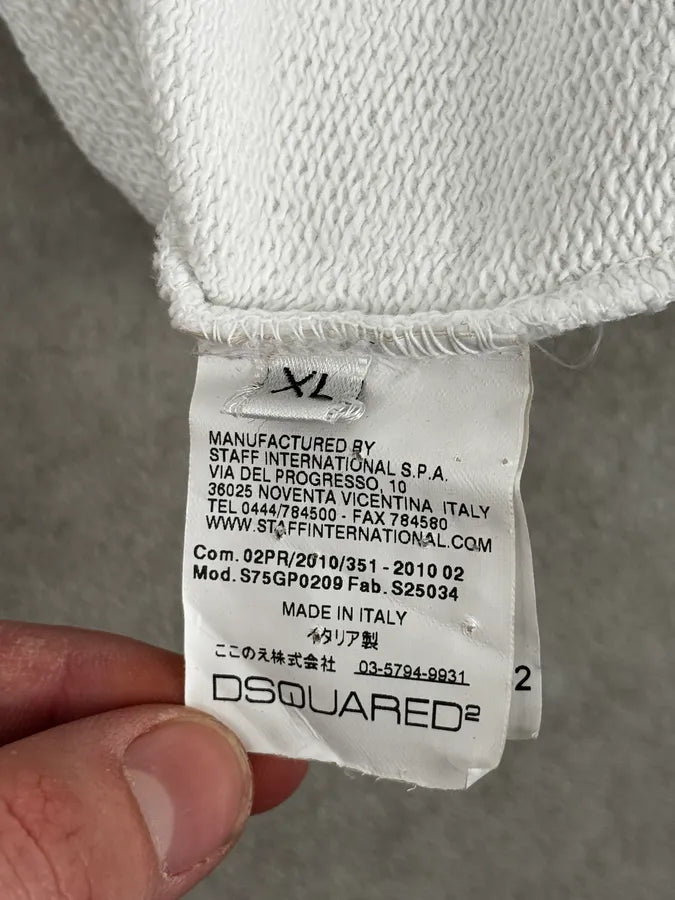 XL
MANUFACTURED BY
STAFF INTERNATIONAL S.P.A.
VIA DEL PROGRESSO, 10
36025 NOVENTA VICENTINA ITALY
TEL 0444/784500 - FAX 784580
WWW.STAFFINTERNATIONAL.COM
Com. 02PR/2010/351 - 2010 02
Mod. S75GP0209 Fab. S25034
MADE IN ITALY
イタリア製
ここのえ株式会社 03-5794-9931
2
DSQUARED2